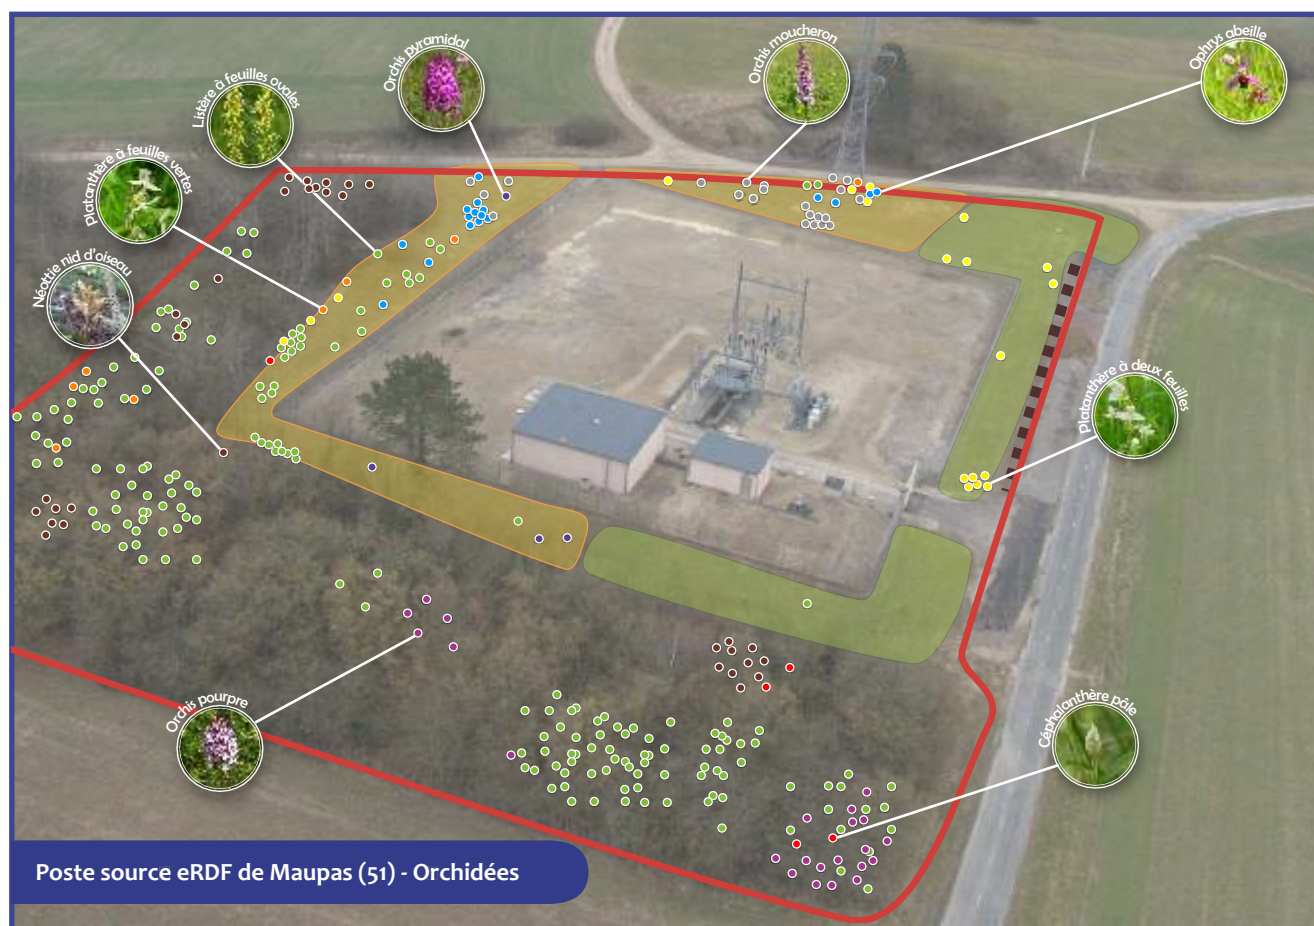 Orchis pyramidal
Orchis moucheron
Ophrys abeille
Listère à feuilles ovales
Platanthère à feuilles vertes
Néottie nid d'oiseau
Platanthère à deux feuilles
Orchis pourpre
Céphalanthère pâle
Poste source eRDF de Maupas (51) - Orchidées